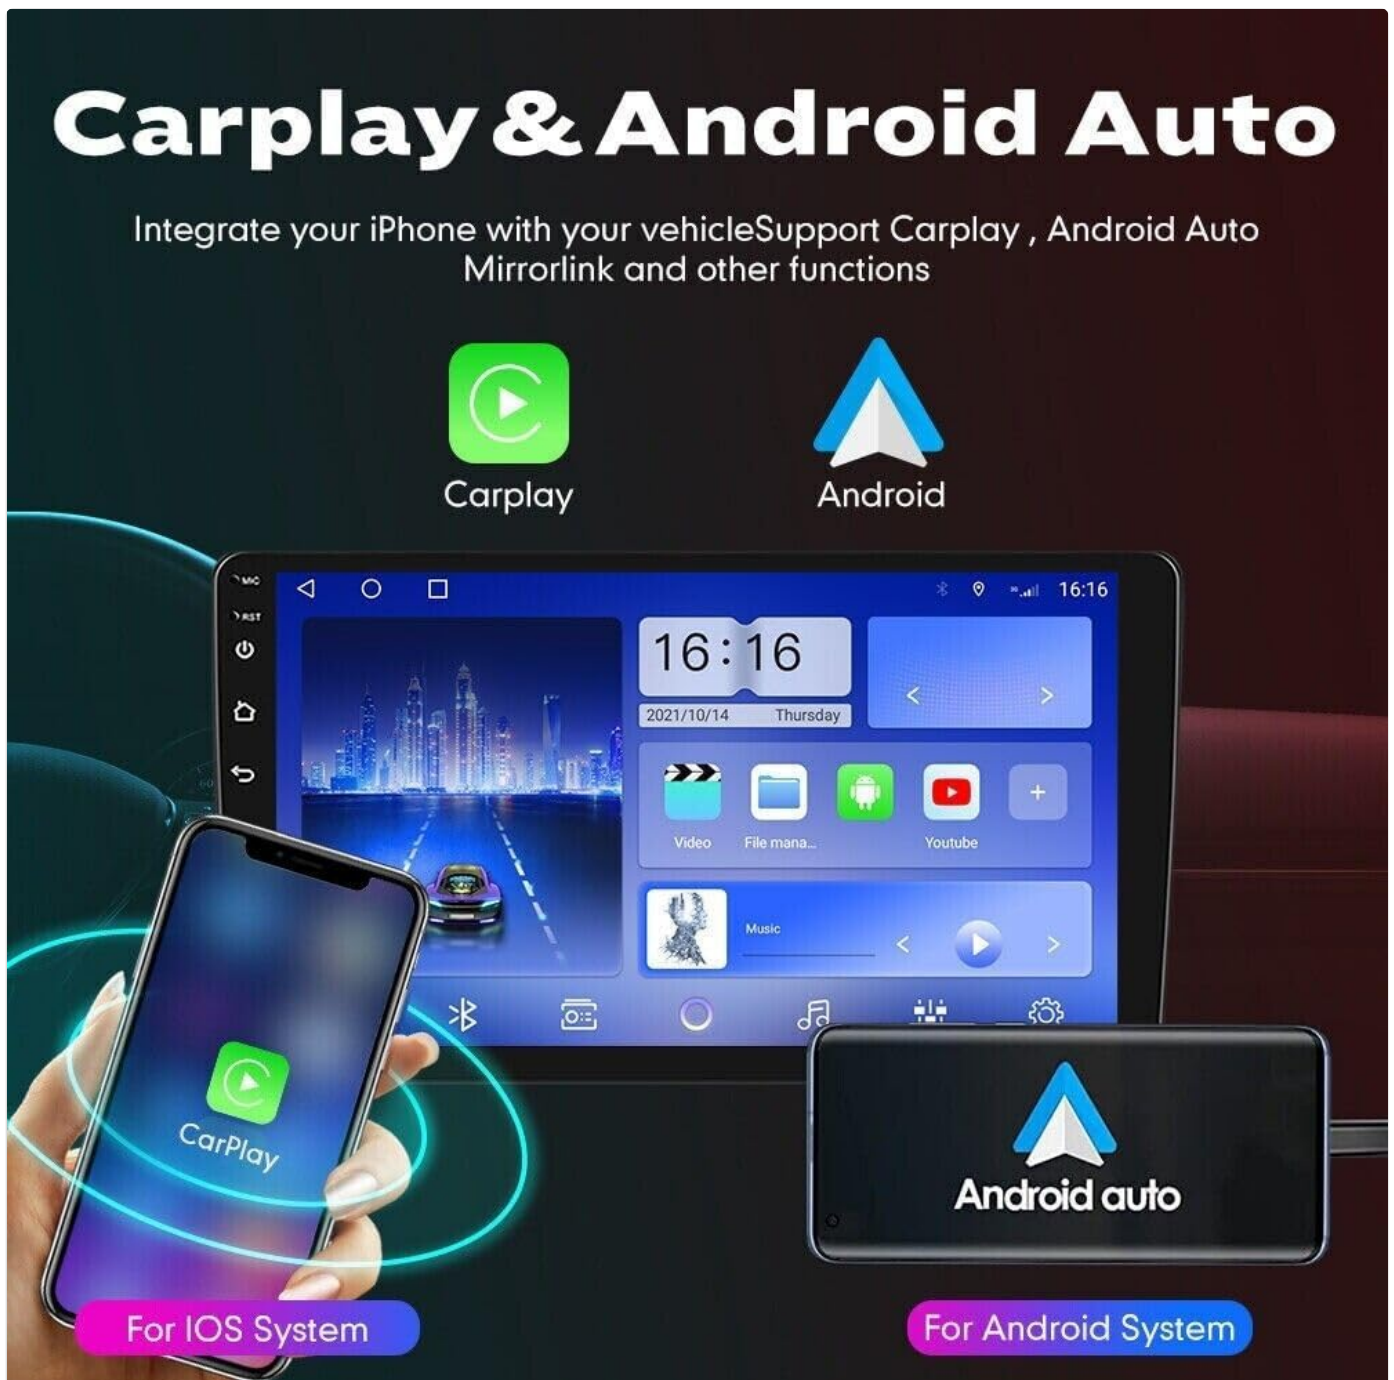 Carplay & Android Auto
Integrate your iPhone with your vehicleSupport Carplay , Android Auto
Mirrorlink and other functions
Carplay
Android
MIC
16:16
RST
16:16
2021/10/14 Thursday
Video
File mana...
Youtube
Music
CarPlay
Android auto
For IOS System
For Android System